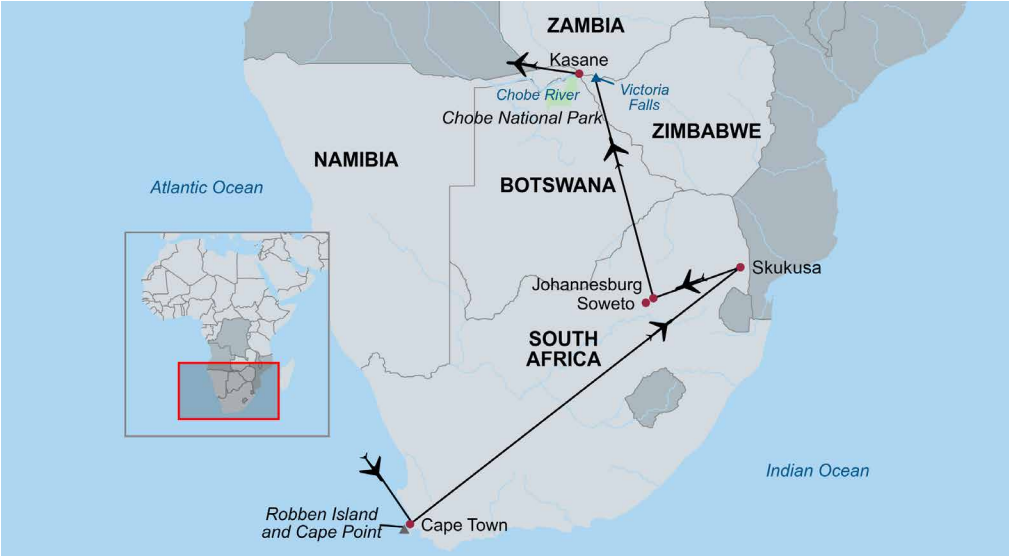 ZAMBIA
Kasane
Chobe River
Victoria
Falls
Chobe National Park
ZIMBABWE
NAMIBIA
BOTSWANA
Atlantic Ocean
Skukusa
Johannesburg
Soweto
SOUTH
AFRICA
Indian Ocean
Robben Island
and Cape Point
Cape Town